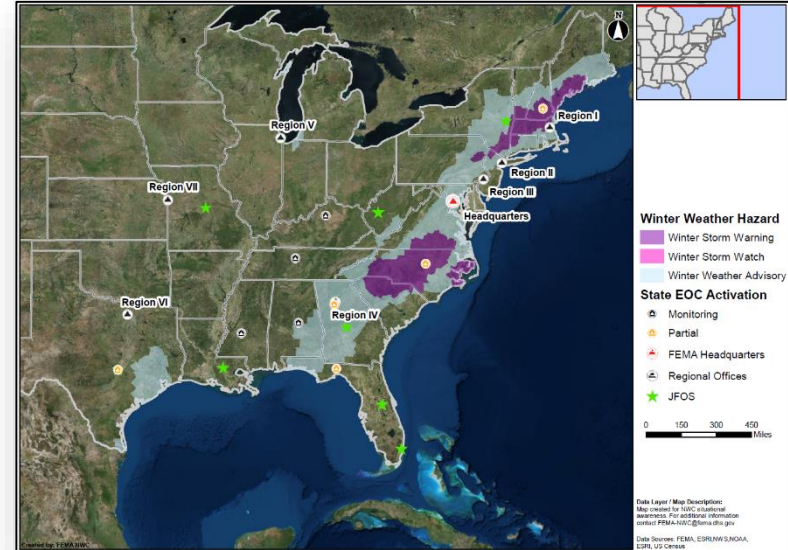 N
Region V
Region I
Region II
Region VII
Region III
Headquarters
Region VI
Region IV
Created by: FEMA NWC
Winter Weather Hazard
Winter Storm Warning
Winter Storm Watch
Winter Weather Advisory
State EOC Activation
Monitoring
Partial
FEMA Headquarters
Regional Offices
JFOS
0 150 300 450
Miles
Data Layer / Map Description:
Map created for NWC situational
awareness. For additional information
contact FEMA-NWC@fema.dhs.gov
Data Sources: FEMA, ESRI,NWS,NOAA,
ESRI, US Census